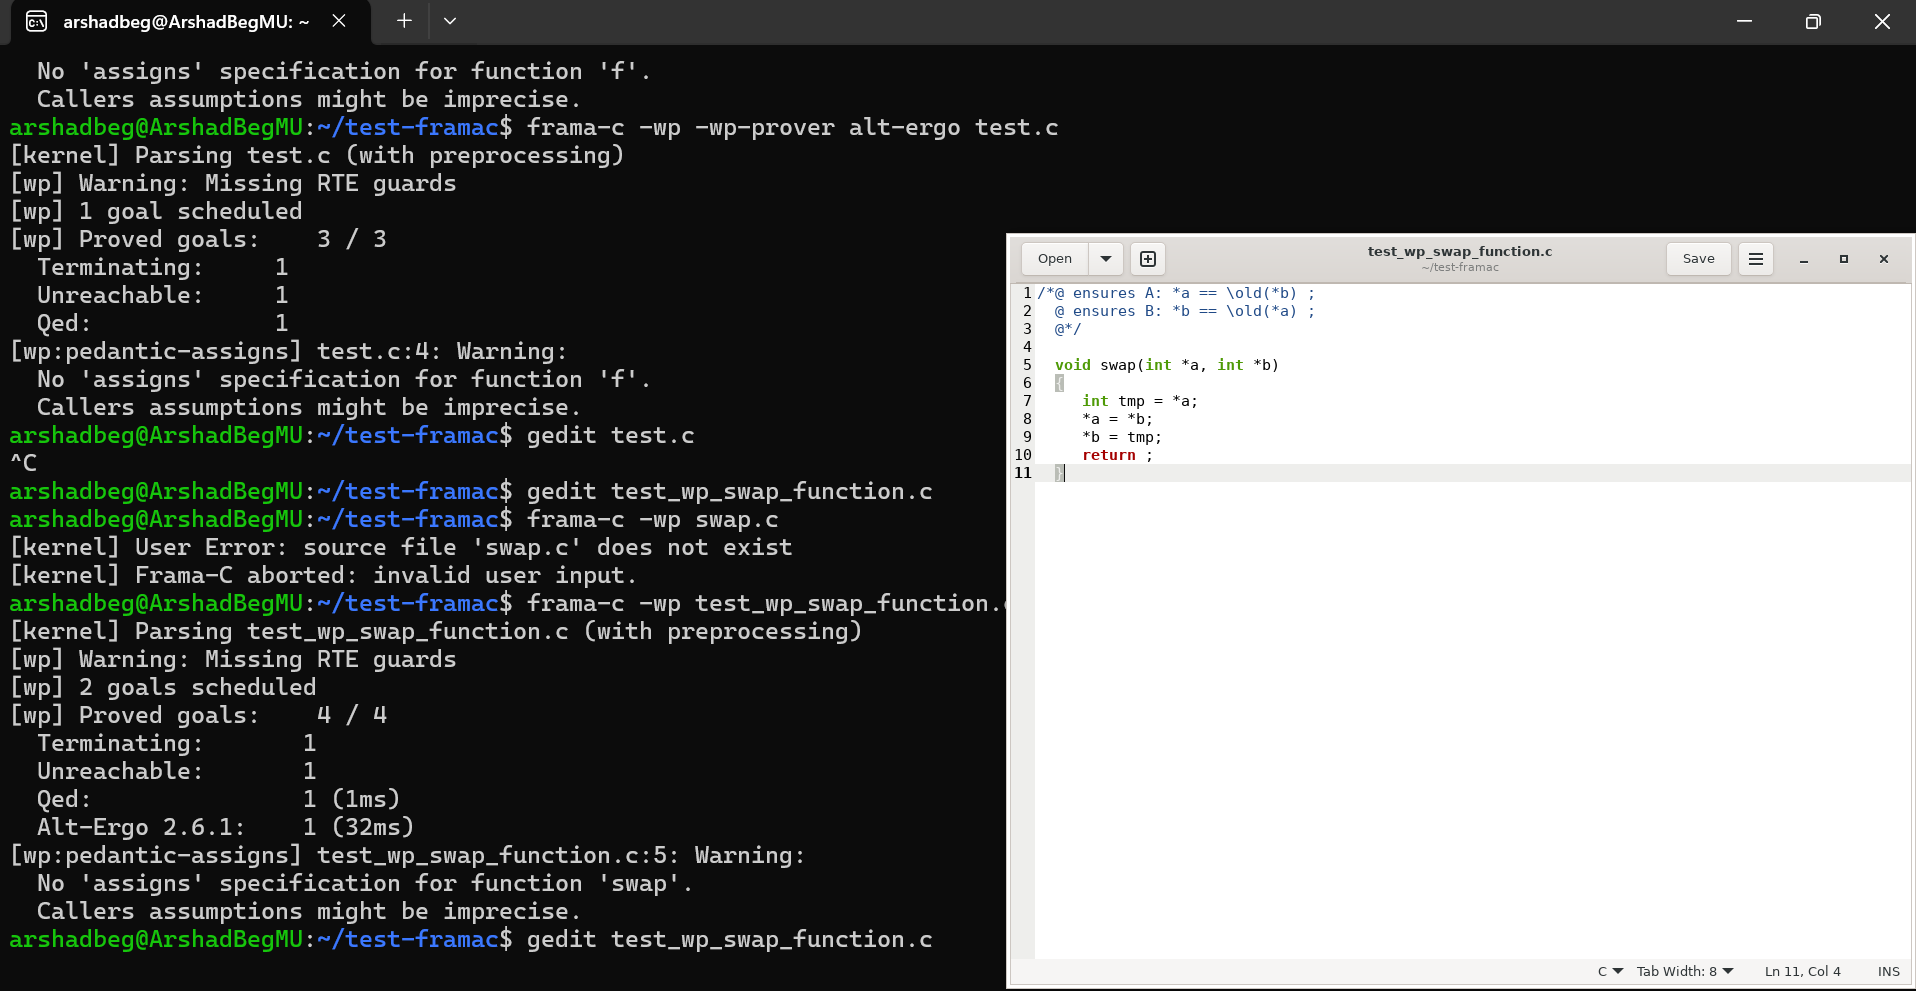 arshadbeg@ArshadBegMU: ~
No 'assigns' specification for function 'f'.
Callers assumptions might be imprecise.
arshadbeg@ArshadBegMU:~/test-framac$ frama-c -wp -wp-prover alt-ergo test.c
[kernel] Parsing test.c (with preprocessing)
[wp] Warning: Missing RTE guards
[wp] 1 goal scheduled
[wp] Proved goals:    3 / 3
Terminating:     1
Unreachable:     1
Qed:             1
[wp:pedantic-assigns] test.c:4: Warning:
No 'assigns' specification for function 'f'.
Callers assumptions might be imprecise.
arshadbeg@ArshadBegMU:~/test-framac$ gedit test.c
^C
arshadbeg@ArshadBegMU:~/test-framac$ gedit test_wp_swap_function.c
arshadbeg@ArshadBegMU:~/test-framac$ frama-c -wp swap.c
[kernel] User Error: source file 'swap.c' does not exist
[kernel] Frama-C aborted: invalid user input.
arshadbeg@ArshadBegMU:~/test-framac$ frama-c -wp test_wp_swap_function.c
[kernel] Parsing test_wp_swap_function.c (with preprocessing)
[wp] Warning: Missing RTE guards
[wp] 2 goals scheduled
[wp] Proved goals:    4 / 4
Terminating:       1
Unreachable:       1
Qed:               1 (1ms)
Alt-Ergo 2.6.1:    1 (32ms)
[wp:pedantic-assigns] test_wp_swap_function.c:5: Warning:
No 'assigns' specification for function 'swap'.
Callers assumptions might be imprecise.
arshadbeg@ArshadBegMU:~/test-framac$ gedit test_wp_swap_function.c
Open
test_wp_swap_function.c
~/test-framac
Save
1 /*@ ensures A: *a == \old(*b) ;
2 @ ensures B: *b == \old(*a) ;
3 @*/
4
5 void swap(int *a, int *b)
6 {
7 int tmp = *a;
8 *a = *b;
9 *b = tmp;
10 return ;
11 }
C Tab Width: 8 Ln 11, Col 4 INS